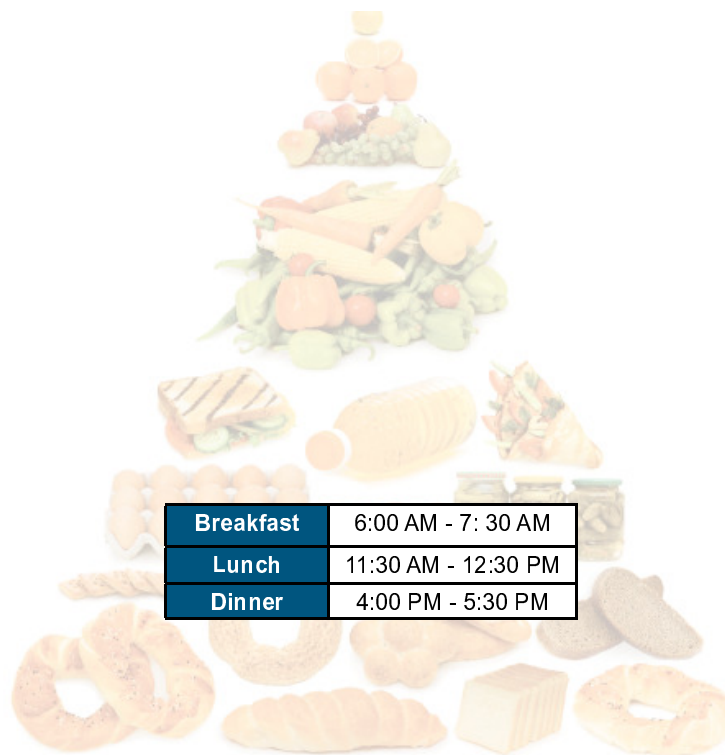 Breakfast 6:00 AM - 7: 30 AM
Lunch 11:30 AM - 12:30 PM
Dinner 4:00 PM - 5:30 PM